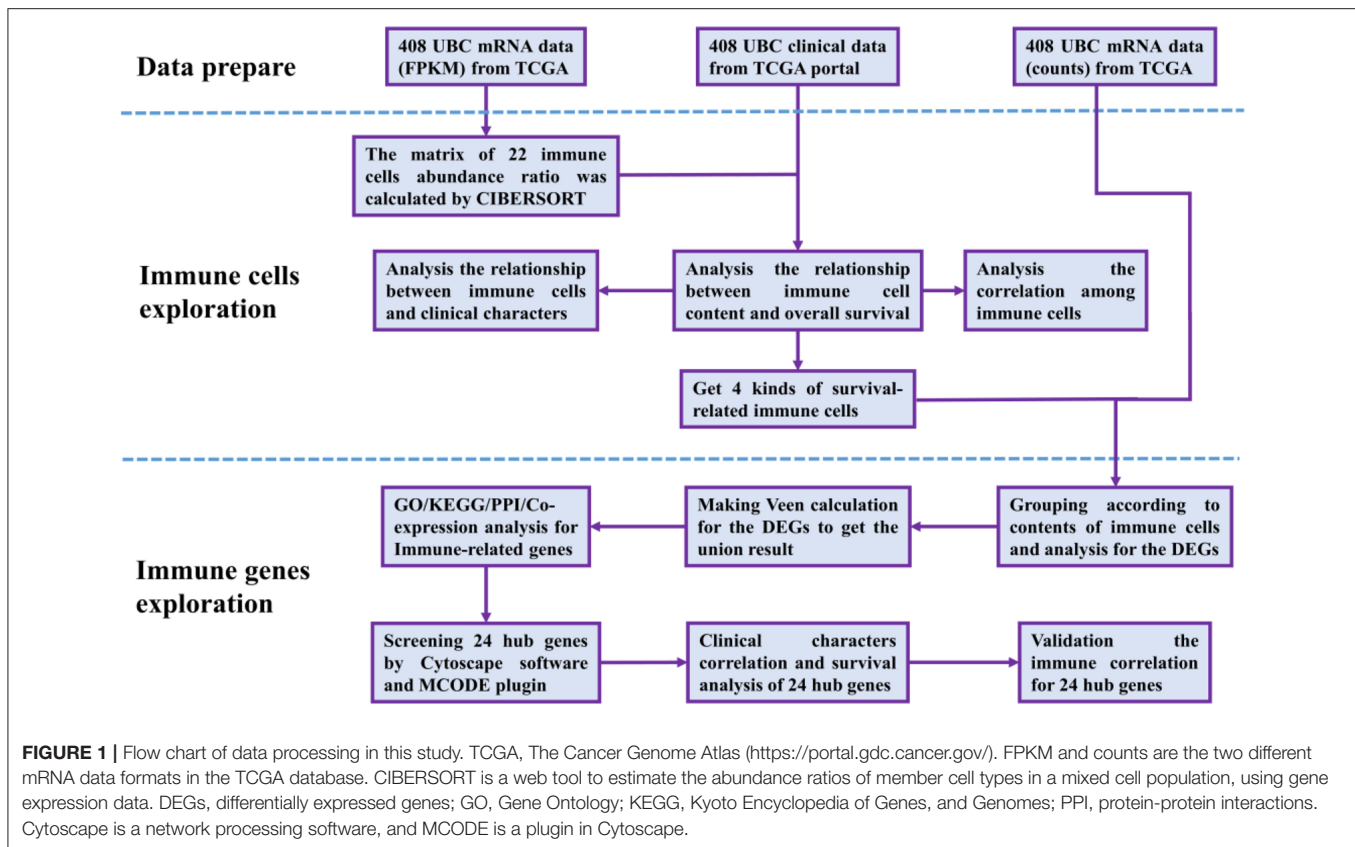 Data prepare
408 UBC mRNA data
(FPKM) from TCGA
408 UBC clinical data
from TCGA portal
408 UBC mRNA data
(counts) from TCGA
The matrix of 22 immune
cells abundance ratio was
calculated by CIBERSORT
Immune cells
exploration
Analysis the relationship
between immune cells
and clinical characters
Analysis the relationship
between immune cell
content and overall survival
Analysis the
correlation among
immune cells
Get 4 kinds of survival-
related immune cells
Immune genes
exploration
GO/KEGG/PPI/Co-
expression analysis for
Immune-related genes
Making Veen calculation
for the DEGs to get the
union result
Grouping according to
contents of immune cells
and analysis for the DEGs
Screening 24 hub genes
by Cytoscape software
and MCODE plugin
Clinical characters
correlation and survival
analysis of 24 hub genes
Validation the
immune correlation
for 24 hub genes
FIGURE 1 | Flow chart of data processing in this study. TCGA, The Cancer Genome Atlas (https://portal.gdc.cancer.gov/). FPKM and counts are the two different
mRNA data formats in the TCGA database. CIBERSORT is a web tool to estimate the abundance ratios of member cell types in a mixed cell population, using gene
expression data. DEGs, differentially expressed genes; GO, Gene Ontology; KEGG, Kyoto Encyclopedia of Genes, and Genomes; PPI, protein-protein interactions.
Cytoscape is a network processing software, and MCODE is a plugin in Cytoscape.